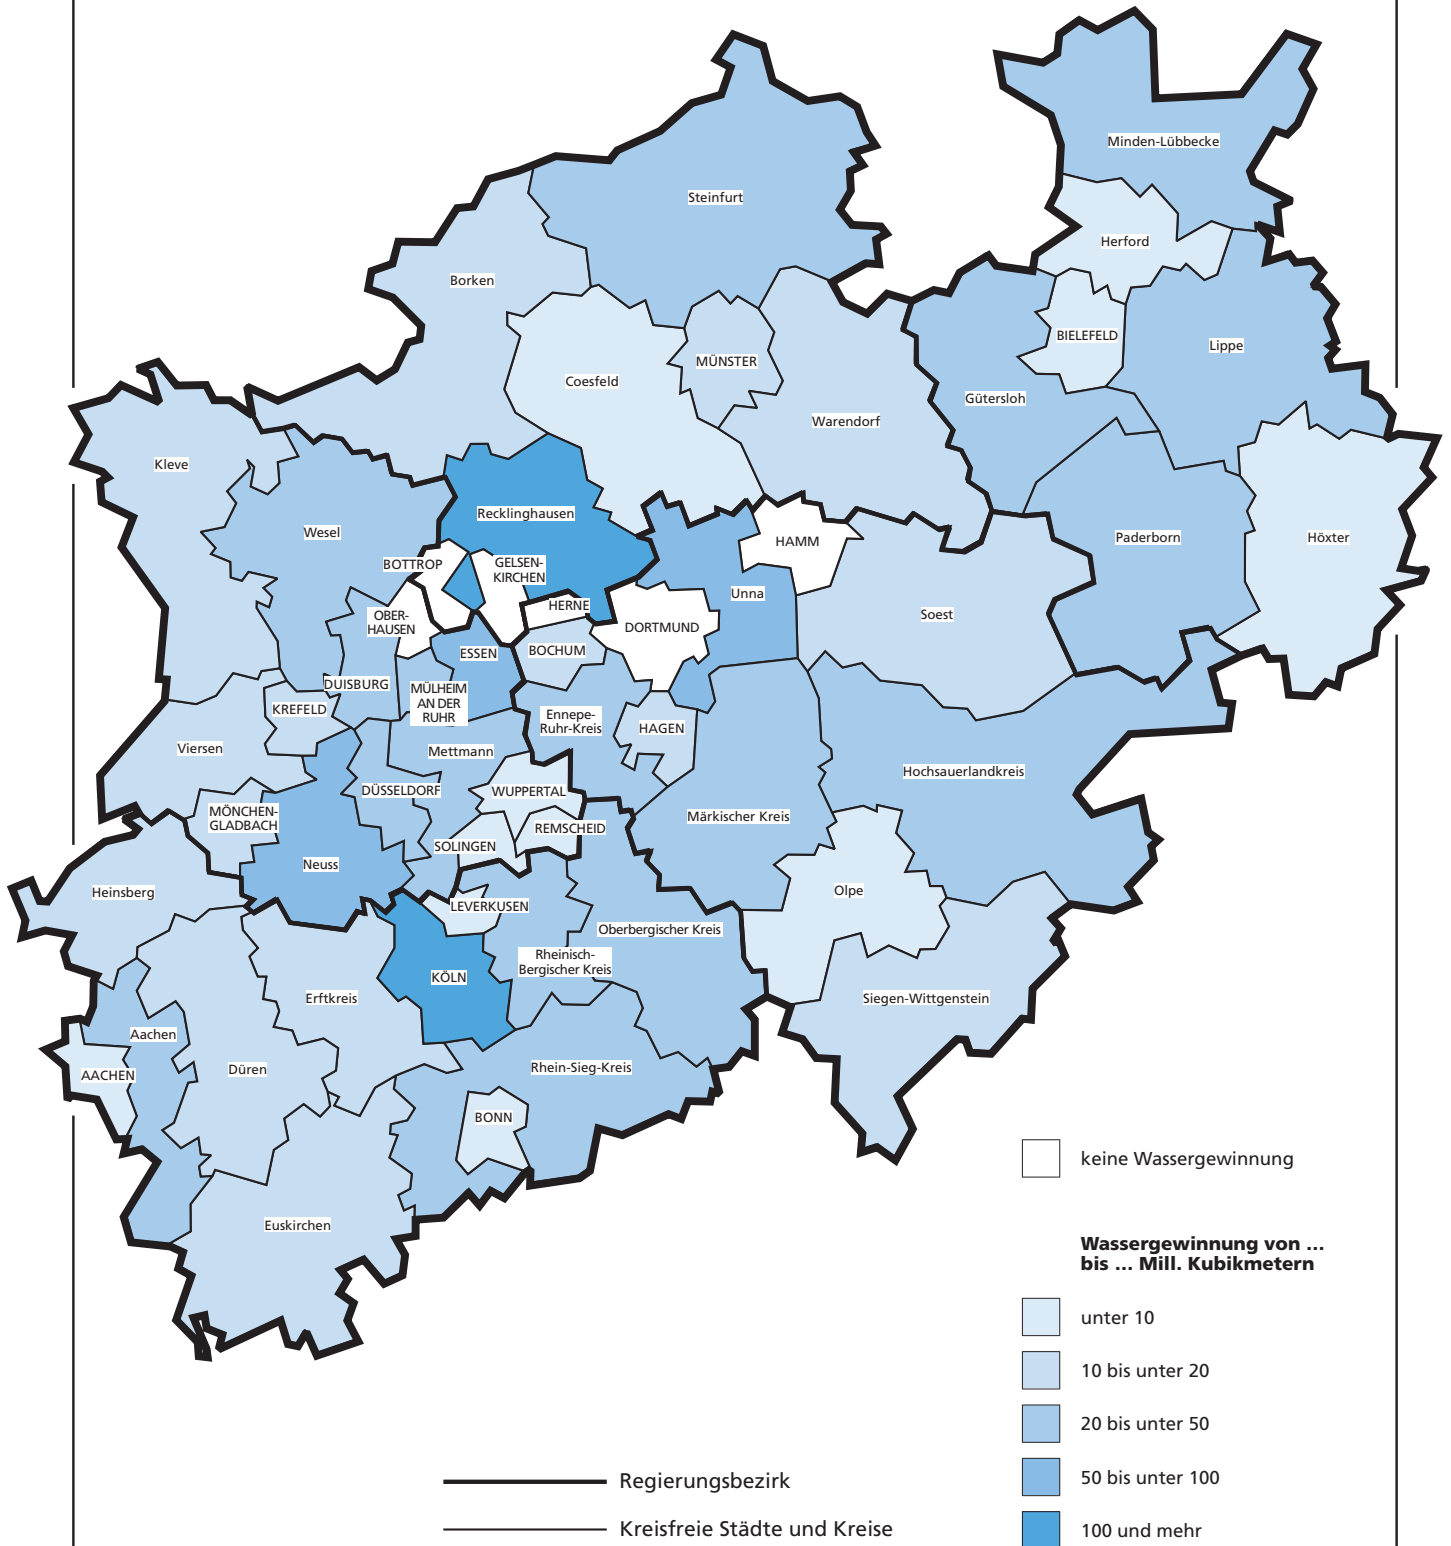 Minden-Lübbecke
Steinfurt
Herford
Borken
BIELEFELD
Lippe
MÜNSTER
Coesfeld
Gütersloh
Warendorf
Kleve
Recklinghausen
Wesel
HAMM
Paderborn
Höxter
BOTTROP
GELSEN-
KIRCHEN
Unna
HERNE
Soest
OBER-
HAUSEN
DORTMUND
ESSEN
BOCHUM
DUISBURG
MÜLHEIM
AN DER
RUHR
KREFELD
Ennepe-
Ruhr-Kreis
HAGEN
Viersen
Mettmann
Hochsauerlandkreis
DÜSSELDORF
WUPPERTAL
MÖNCHEN-
GLADBACH
Märkischer Kreis
REMSCHEID
SOLINGEN
Neuss
Heinsberg
Olpe
LEVERKUSEN
Oberbergischer Kreis
Rheinisch-
Bergischer Kreis
KÖLN
Erftkreis
Siegen-Wittgenstein
Aachen
Düren
Rhein-Sieg-Kreis
AACHEN
BONN
Euskirchen
keine Wassergewinnung
Wassergewinnung von ...
bis ... Mill. Kubikmetern
unter 10
10 bis unter 20
20 bis unter 50
50 bis unter 100
100 und mehr
Regierungsbezirk
Kreisfreie Städte und Kreise